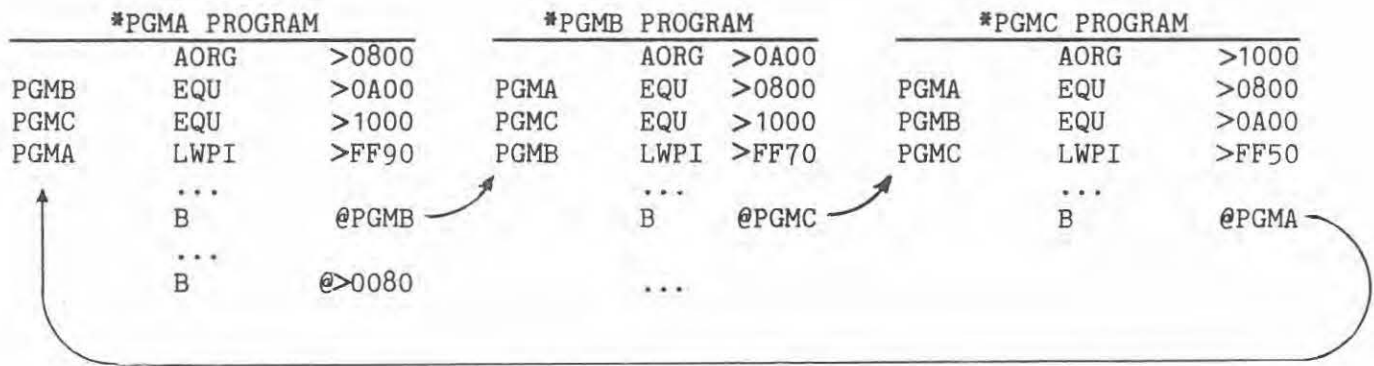 *PGMA PROGRAM
AORG >0800
PGMB EQU >0A00
PGMC EQU >1000
PGMA LWPI >FF90
...
B @PGMB
...
B @>0080
*PGMB PROGRAM
AORG >0A00
PGMA EQU >0800
PGMC EQU >1000
PGMB LWPI >FF70
...
B @PGMC
...
*PGMC PROGRAM
AORG >1000
PGMA EQU >0800
PGMB EQU >0A00
PGMC LWPI >FF50
...
B @PGMA